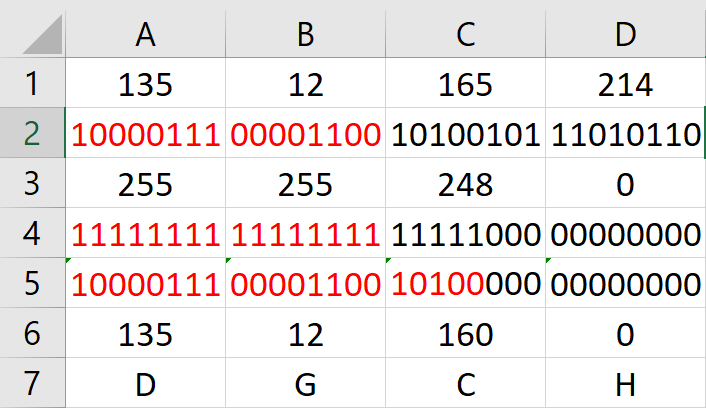 A B C D
1 135 12 165 214
2 10000111 00001100 10100101 11010110
3 255 255 248 0
4 11111111 11111111 11111000 00000000
5 10000111 00001100 10100000 00000000
6 135 12 160 0
7 D G C H